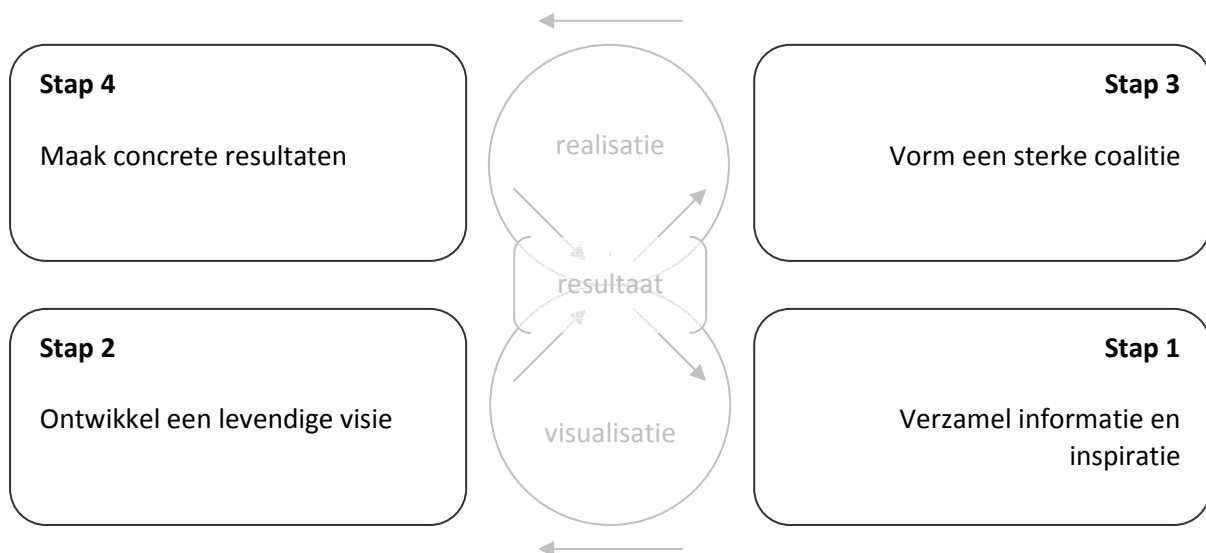 Stap 4
Maak concrete resultaten
realisatie
Stap 3
Vorm een sterke coalitie
resultaat
Stap 2
Ontwikkel een levendige visie
visualisatie
Stap 1
Verzamel informatie en
inspiratie